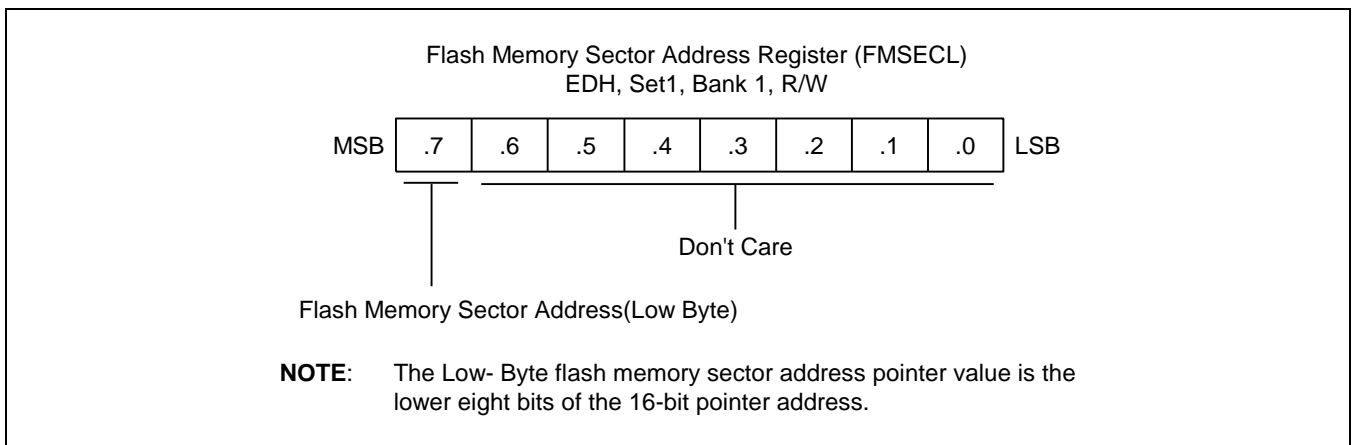 Flash Memory Sector Address Register (FMSECL)
EDH, Set1, Bank 1, R/W
MSB .7 .6 .5 .4 .3 .2 .1 .0 LSB
Don't Care
Flash Memory Sector Address(Low Byte)
NOTE: The Low- Byte flash memory sector address pointer value is the
lower eight bits of the 16-bit pointer address.